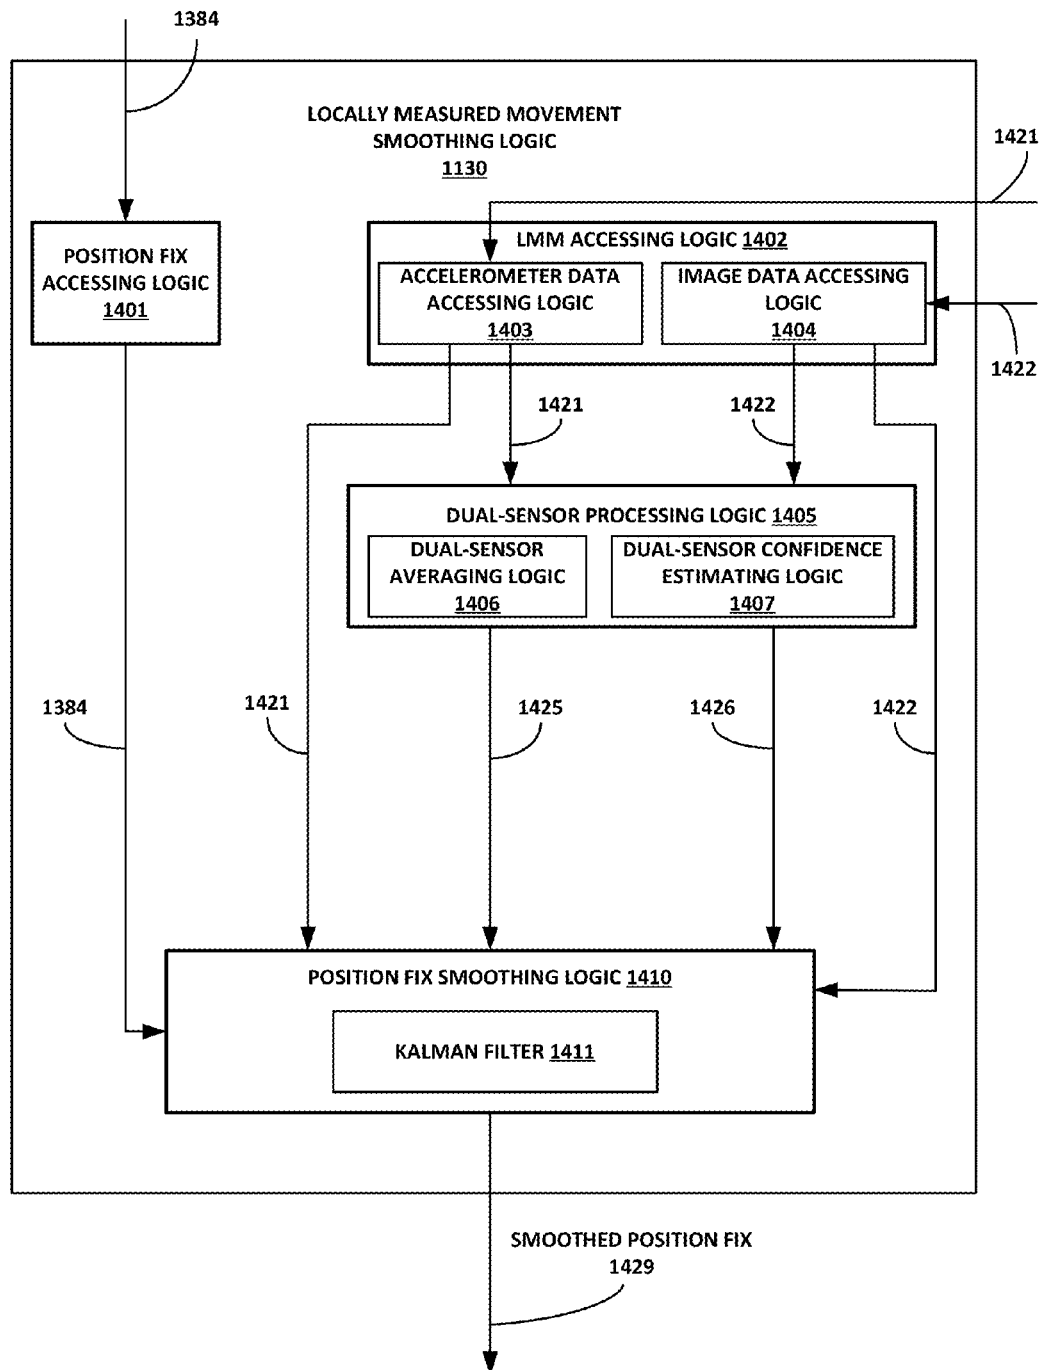 1384
LOCALLY MEASURED MOVEMENT
SMOOTHING LOGIC
1130
1421
POSITION FIX
ACCESSING LOGIC
1401
LMM ACCESSING LOGIC 1402
ACCELEROMETER DATA
ACCESSING LOGIC
1403
IMAGE DATA ACCESSING
LOGIC
1404
1422
1421
1422
DUAL-SENSOR PROCESSING LOGIC 1405
DUAL-SENSOR
AVERAGING LOGIC
1406
DUAL-SENSOR CONFIDENCE
ESTIMATING LOGIC
1407
1384
1421
1425
1426
1422
POSITION FIX SMOOTHING LOGIC 1410
KALMAN FILTER 1411
SMOOTHED POSITION FIX
1429